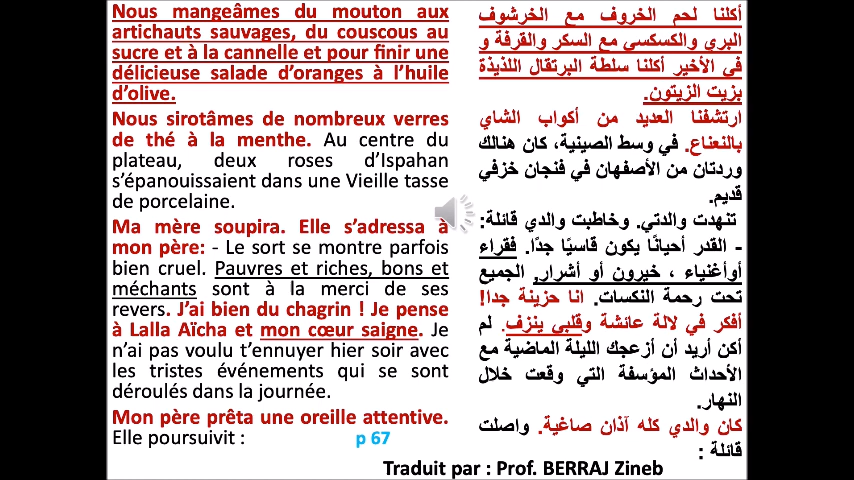 Nous mangeâmes du mouton aux
artichauts sauvages, du couscous au
sucre et à la cannelle et pour finir une
délicieuse salade d’oranges à l’huile
d’olive.
Nous sirotâmes de nombreux verres
de thé à la menthe. Au centre du
plateau, deux roses d’Ispahan
s’épanouissaient dans une Vieille tasse
de porcelaine.
Ma mère soupira. Elle s’adressa à
mon père: - Le sort se montre parfois
bien cruel. Pauvres et riches, bons et
méchants sont à la merci de ses
revers. J’ai bien du chagrin ! Je pense
à Lalla Aïcha et mon cœur saigne. Je
n’ai pas voulu t’ennuyer hier soir avec
les tristes événements qui se sont
déroulés dans la journée.
Mon père prêta une oreille attentive.
Elle poursuivit :
p 67
أكلنا لحم الخروف مع الخرشوف
البري والكسكسي مع السكر والقرفة و
في الأخير أكلنا سلطة البرتقال اللذيذة
بزيت الزيتون.
ارتشفنا العديد من أكواب الشاي
بالنعناع. في وسط الصينية، كان هنالك
وردتان من الأصفهان في فنجان خزفي
قديم.
تنهدت والدتي. وخاطبت والدي قائلة:
- القدر أحيانًا يكون قاسيًا جدًا. فقراء
أوأغنياء ، خيرون أو أشرار, الجميع
تحت رحمة النكسات. انا حزينة جدا!
أفكر في لالة عائشة وقلبي ينزف. لم
أكن أريد أن أزعجك الليلة الماضية مع
الأحداث المؤسفة التي وقعت خلال
النهار.
كان والدي كله آذان صاغية. واصلت
قائلة :
Traduit par : Prof. BERRAJ Zineb